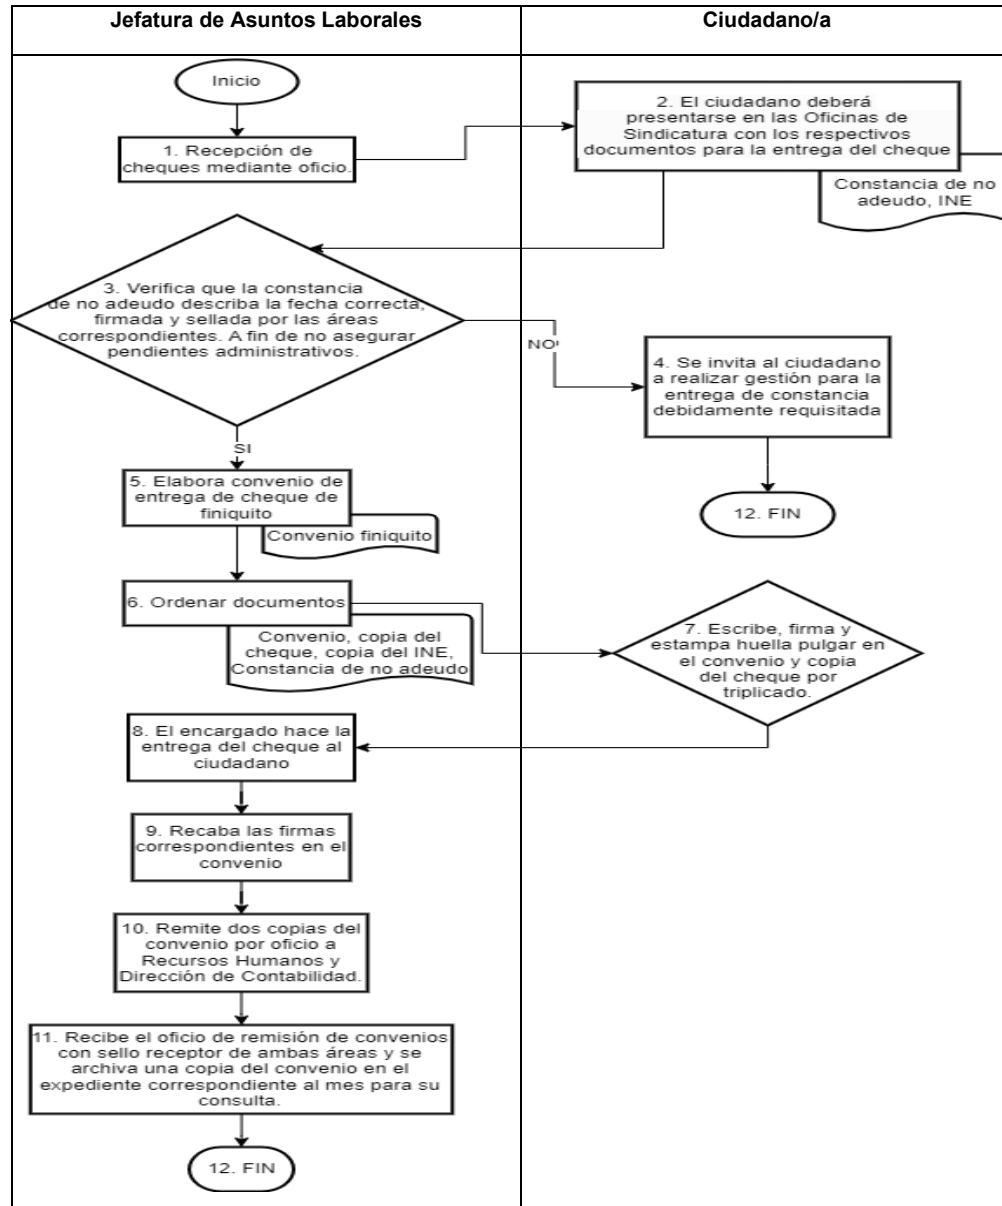 Jefatura de Asuntos Laborales
Ciudadano/a
Inicio
1. Recepción de
cheques mediante oficio.
2. El ciudadano deberá
presentarse en las Oficinas de
Sindicatura con los respectivos
documentos para la entrega del cheque
Constancia de no
adeudo, INE
3. Verifica que la constancia
de no adeudo describa la fecha correcta,
firmada y sellada por las áreas
correspondientes. A fin de no asegurar
pendientes administrativos.
NO
4. Se invita al ciudadano
a realizar gestión para la
entrega de constancia
debidamente requisitada
12. FIN
SI
5. Elabora convenio de
entrega de cheque de
finiquito
Convenio finiquito
6. Ordenar documentos
Convenio, copia del
cheque, copia del INE,
Constancia de no adeudo
7. Escribe, firma y
estampa huella pulgar en
el convenio y copia
del cheque por
triplicado.
8. El encargado hace la
entrega del cheque al
ciudadano
9. Recaba las firmas
correspondientes en el
convenio
10. Remite dos copias del
convenio por oficio a
Recursos Humanos y
Dirección de Contabilidad.
11. Recibe el oficio de remisión de convenios
con sello receptor de ambas áreas y se
archiva una copia del convenio en el
expediente correspondiente al mes para su
consulta.
12. FIN